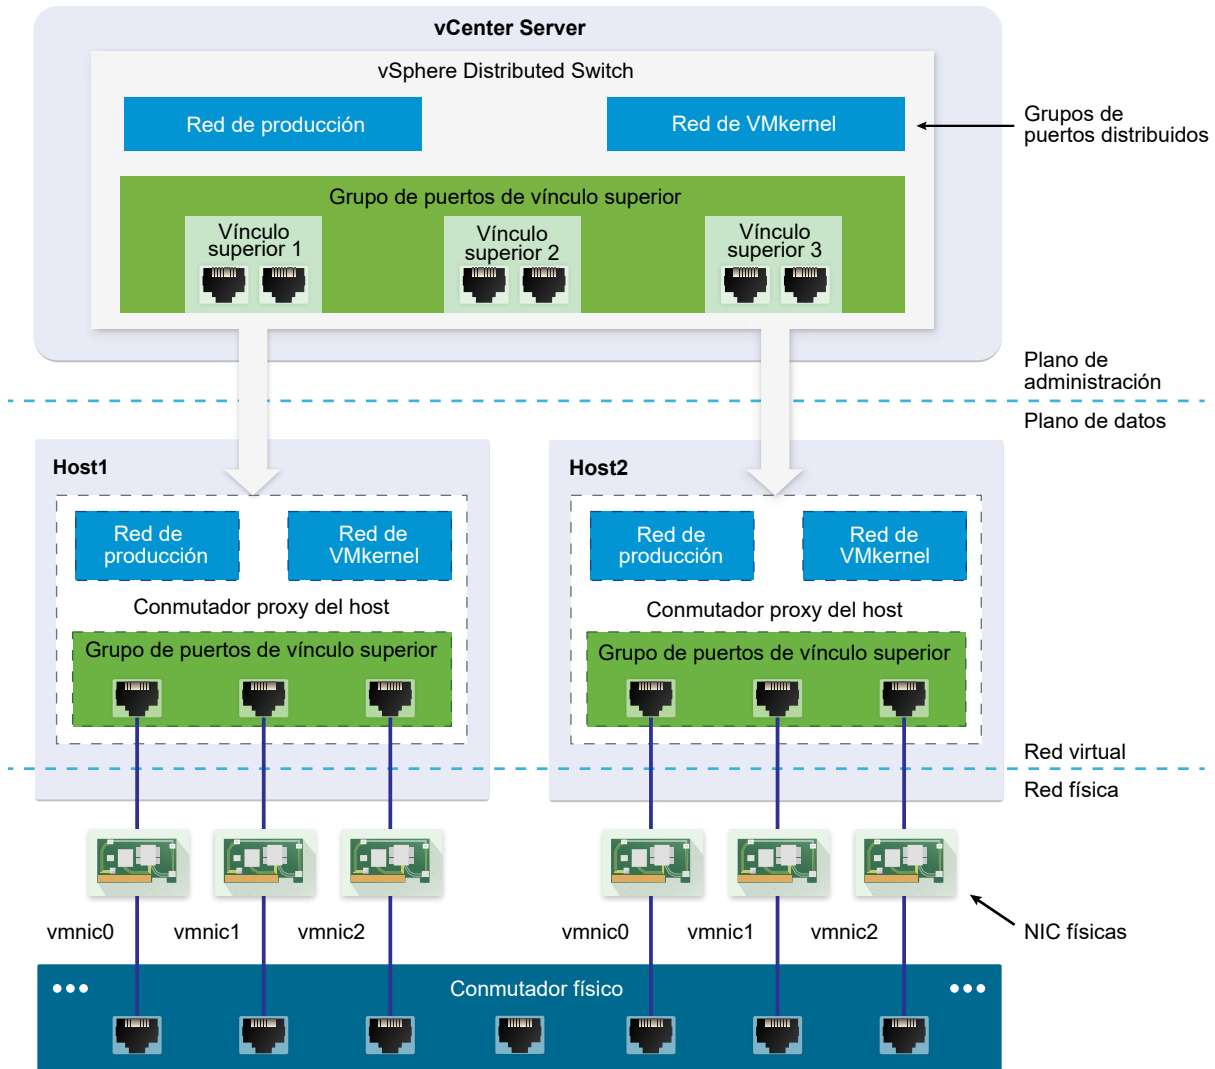 vCenter Server
vSphere Distributed Switch
Red de producción
Red de VMkernel
Grupos de
puertos distribuidos
Grupo de puertos de vínculo superior
Vínculo
superior 1
Vínculo
superior 2
Vínculo
superior 3
Plano de
administración
Plano de datos
Host1
Red de
producción
Red de
VMkernel
Conmutador proxy del host
Grupo de puertos de vínculo superior
Host2
Red de
producción
Red de
VMkernel
Conmutador proxy del host
Grupo de puertos de vínculo superior
Red virtual
Red física
vmnic0
vmnic1
vmnic2
vmnic0
vmnic1
vmnic2
NIC físicas
Conmutador físico